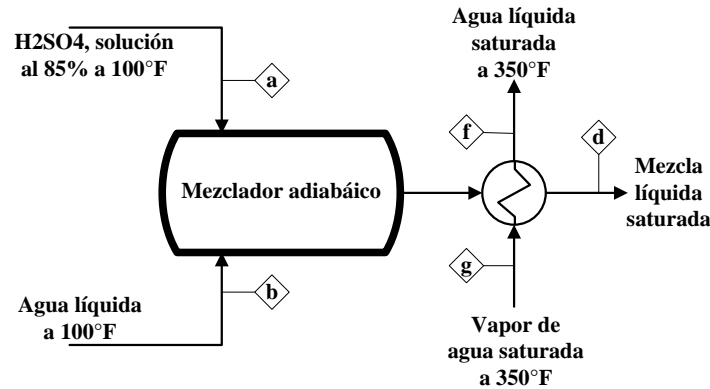 H2SO4, solución
al 85% a 100°F
a
Agua líquida
saturada
a 350°F
f
d
Mezclador adiabáico
Mezcla
líquida
saturada
g
b
Agua líquida
a 100°F
Vapor de
agua saturada
a 350°F